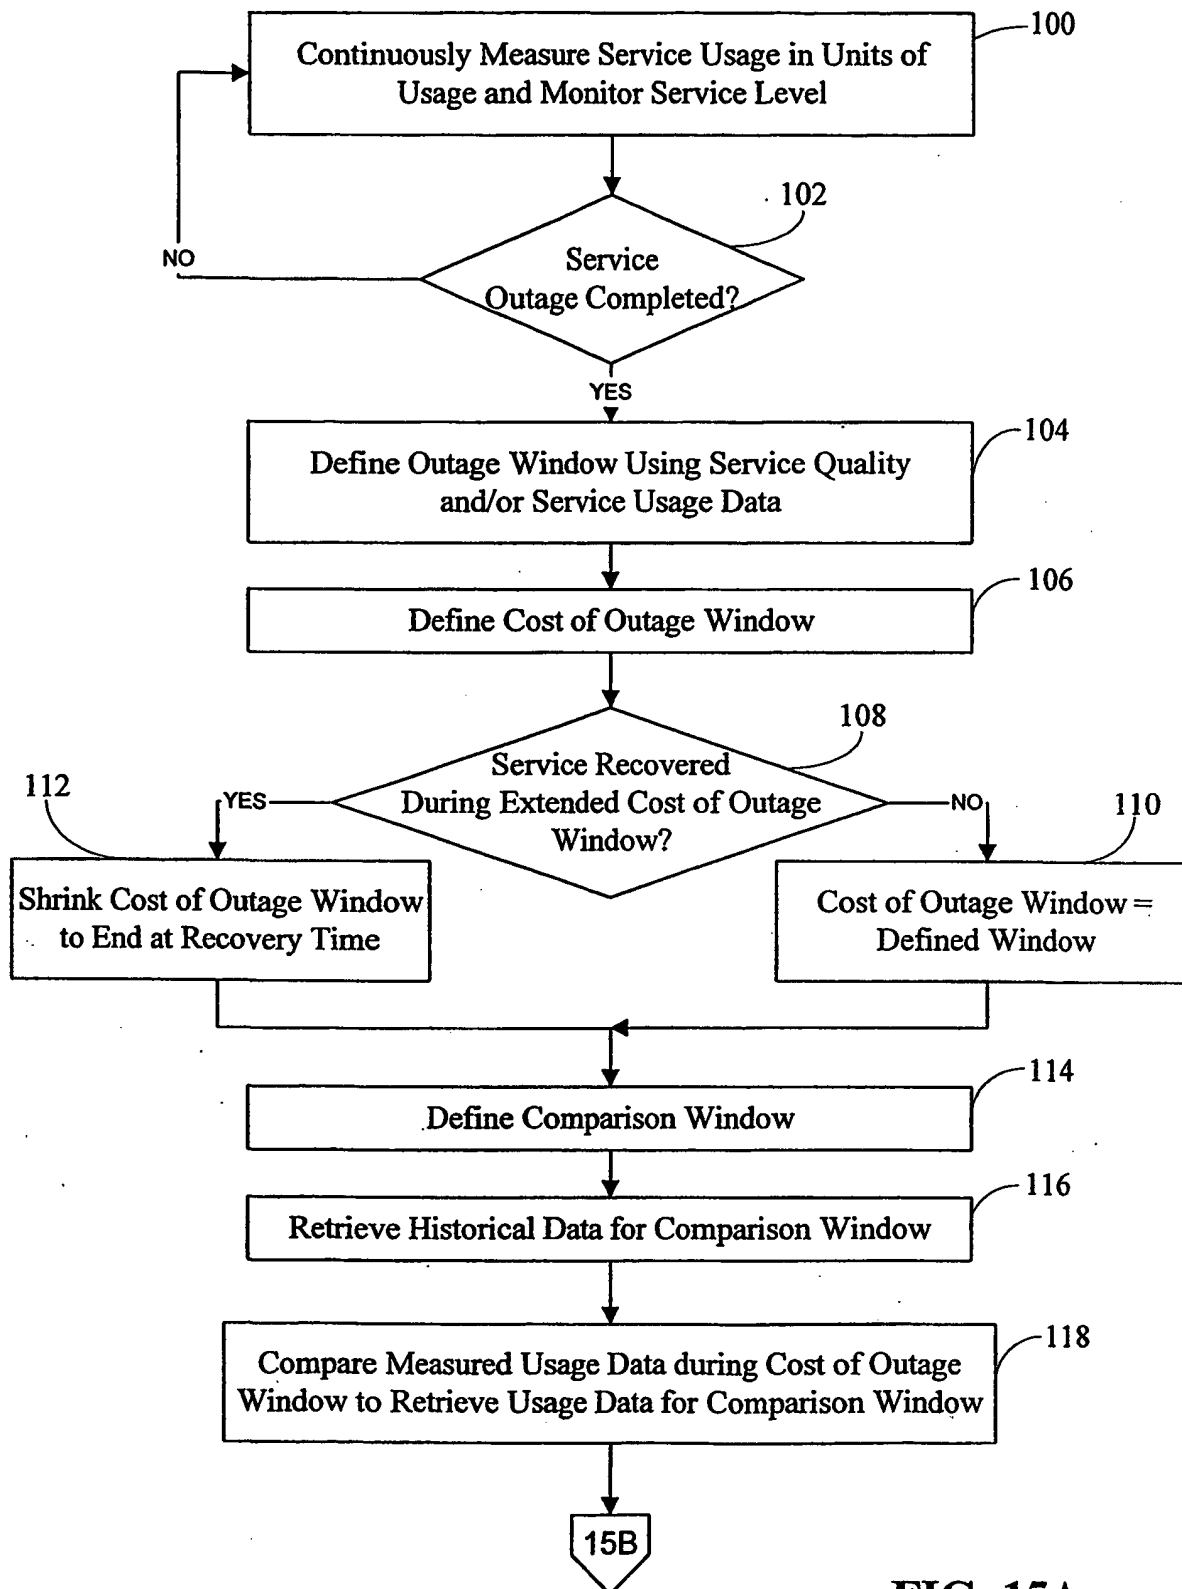 100
Continuously Measure Service Usage in Units of
Usage and Monitor Service Level
102
NO
Service
Outage Completed?
YES
104
Define Outage Window Using Service Quality
and/or Service Usage Data
106
Define Cost of Outage Window
108
Service Recovered
During Extended Cost of Outage
Window?
112
YES
NO
110
Shrink Cost of Outage Window
to End at Recovery Time
Cost of Outage Window =
Defined Window
114
Define Comparison Window
116
Retrieve Historical Data for Comparison Window
118
Compare Measured Usage Data during Cost of Outage
Window to Retrieve Usage Data for Comparison Window
15B
FIG. 15A